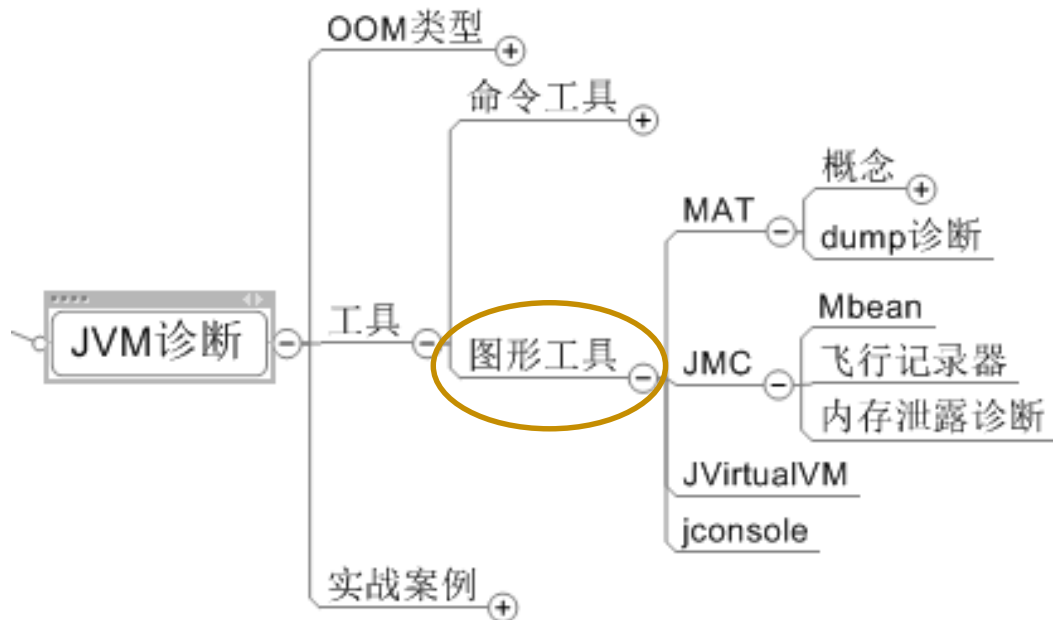 OOM类型
命令工具
概念
MAT
dump诊断
Mbean
JVM诊断
工具
图形工具
JMC
飞行记录器
内存泄露诊断
JVirtualVM
jconsole
实战案例